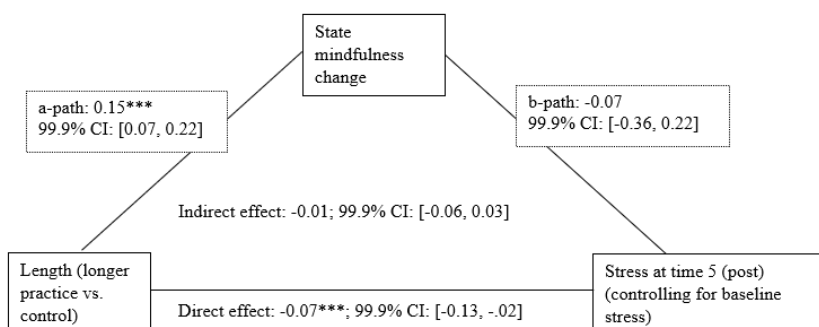 State
mindfulness
change
a-path: 0.15***
99.9% CI: [0.07, 0.22]
b-path: -0.07
99.9% CI: [-0.36, 0.22]
Indirect effect: -0.01; 99.9% CI: [-0.06, 0.03]
Length (longer
practice vs.
control)
Stress at time 5 (post)
(controlling for baseline
stress)
Direct effect: -0.07***; 99.9% CI: [-0.13, -.02]